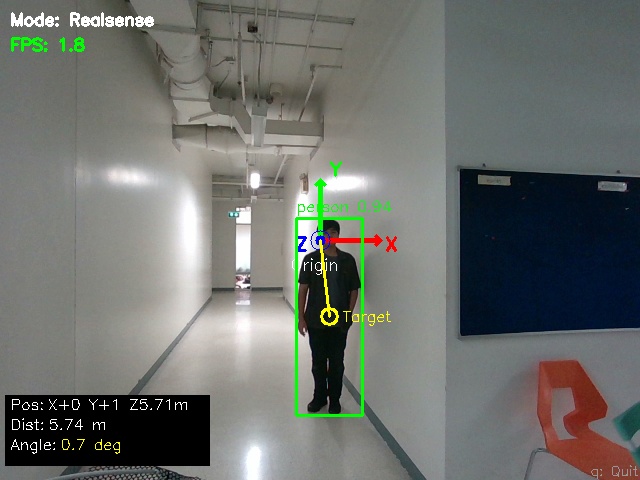 Mode: Realsense
FPS: 1.8
Y
person 0.94
Z
X
Origin
Target
Pos: X+0 Y+1 Z5.71m
Dist: 5.74 m
Angle: 0.7 deg
q: Quit